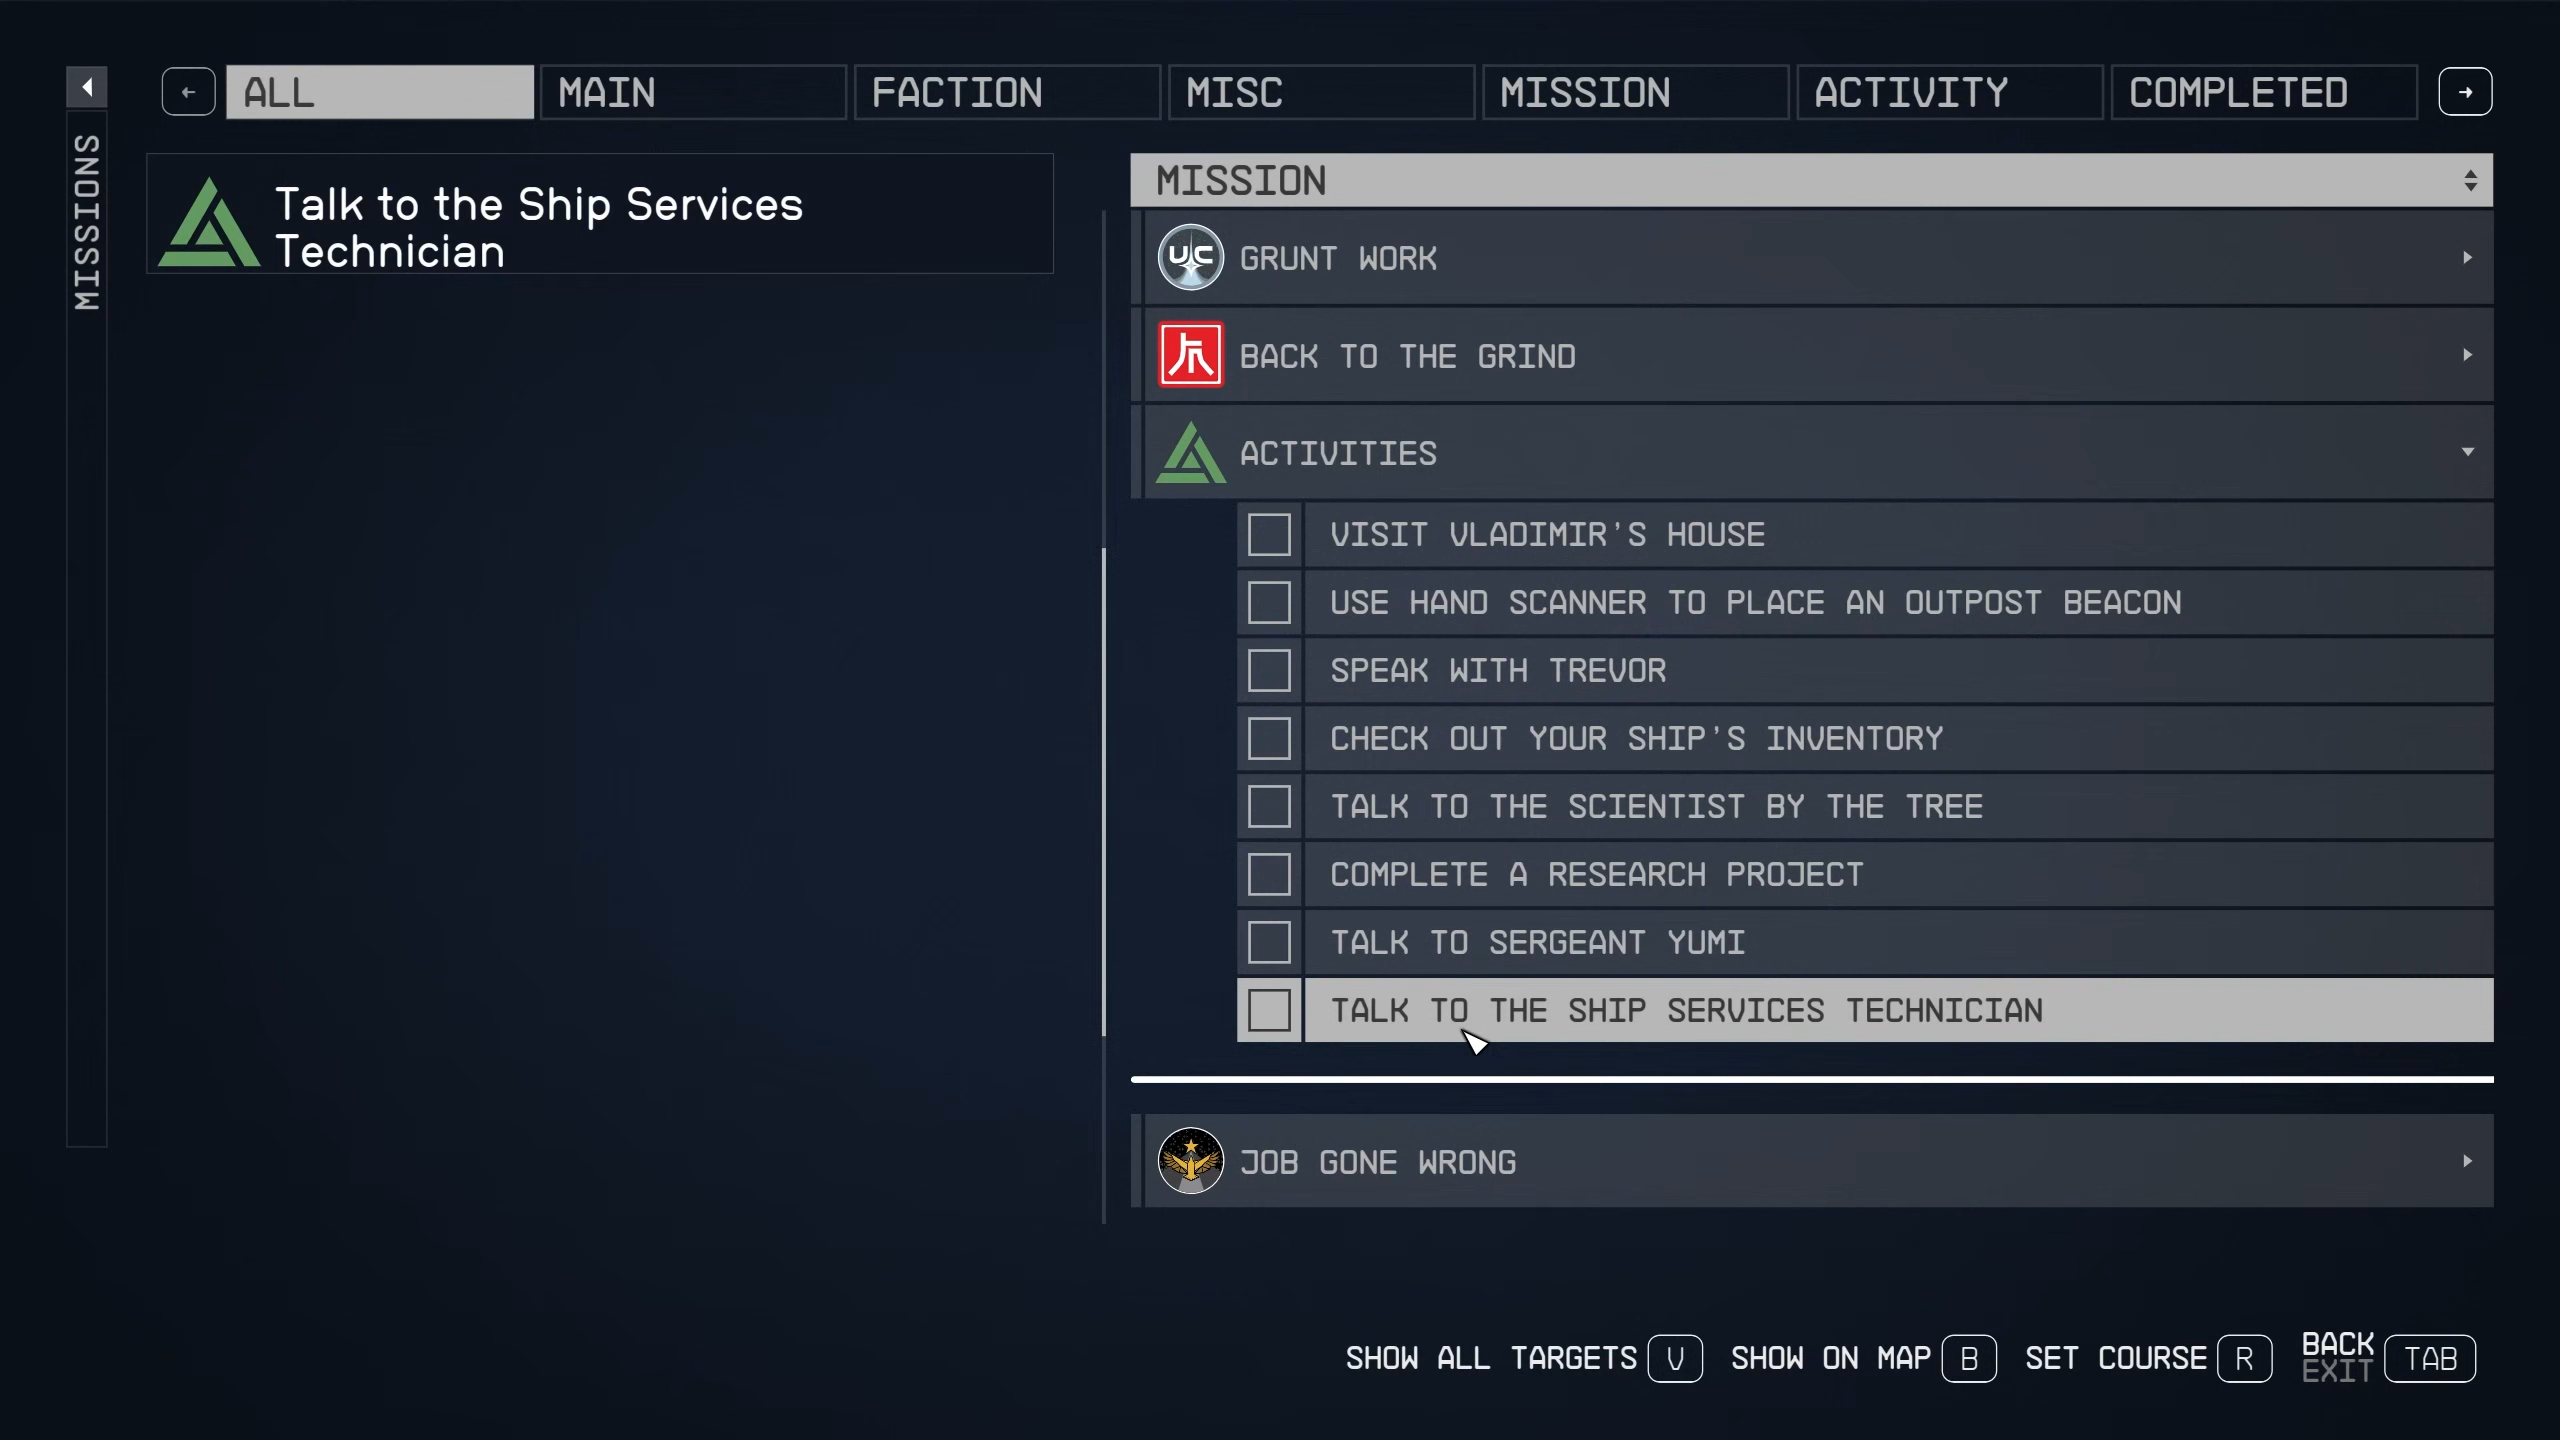 ←
ALL
MAIN
FACTION
MISC
MISSION
ACTIVITY
COMPLETED
→
MISSIONS
Talk to the Ship Services
Technician
MISSION
UC
GRUNT WORK
BACK TO THE GRIND
ACTIVITIES
VISIT VLADIMIR'S HOUSE
USE HAND SCANNER TO PLACE AN OUTPOST BEACON
SPEAK WITH TREVOR
CHECK OUT YOUR SHIP'S INVENTORY
TALK TO THE SCIENTIST BY THE TREE
COMPLETE A RESEARCH PROJECT
TALK TO SERGEANT YUMI
TALK TO THE SHIP SERVICES TECHNICIAN
JOB GONE WRONG
SHOW ALL TARGETS V
SHOW ON MAP B
SET COURSE R
BACK
EXIT
TAB